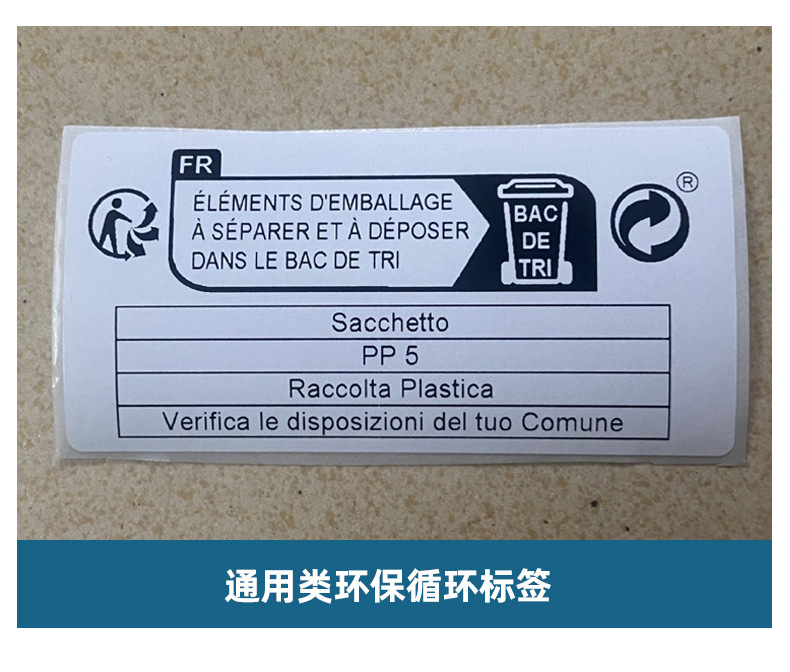 FR
ÉLÉMENTS D'EMBALLAGE
À SÉPARER ET À DÉPOSER
DANS LE BAC DE TRI
BAC
DE
TRI
®
Sacchetto
PP 5
Raccolta Plastica
Verifica le disposizioni del tuo Comune
通用类环保循环标签